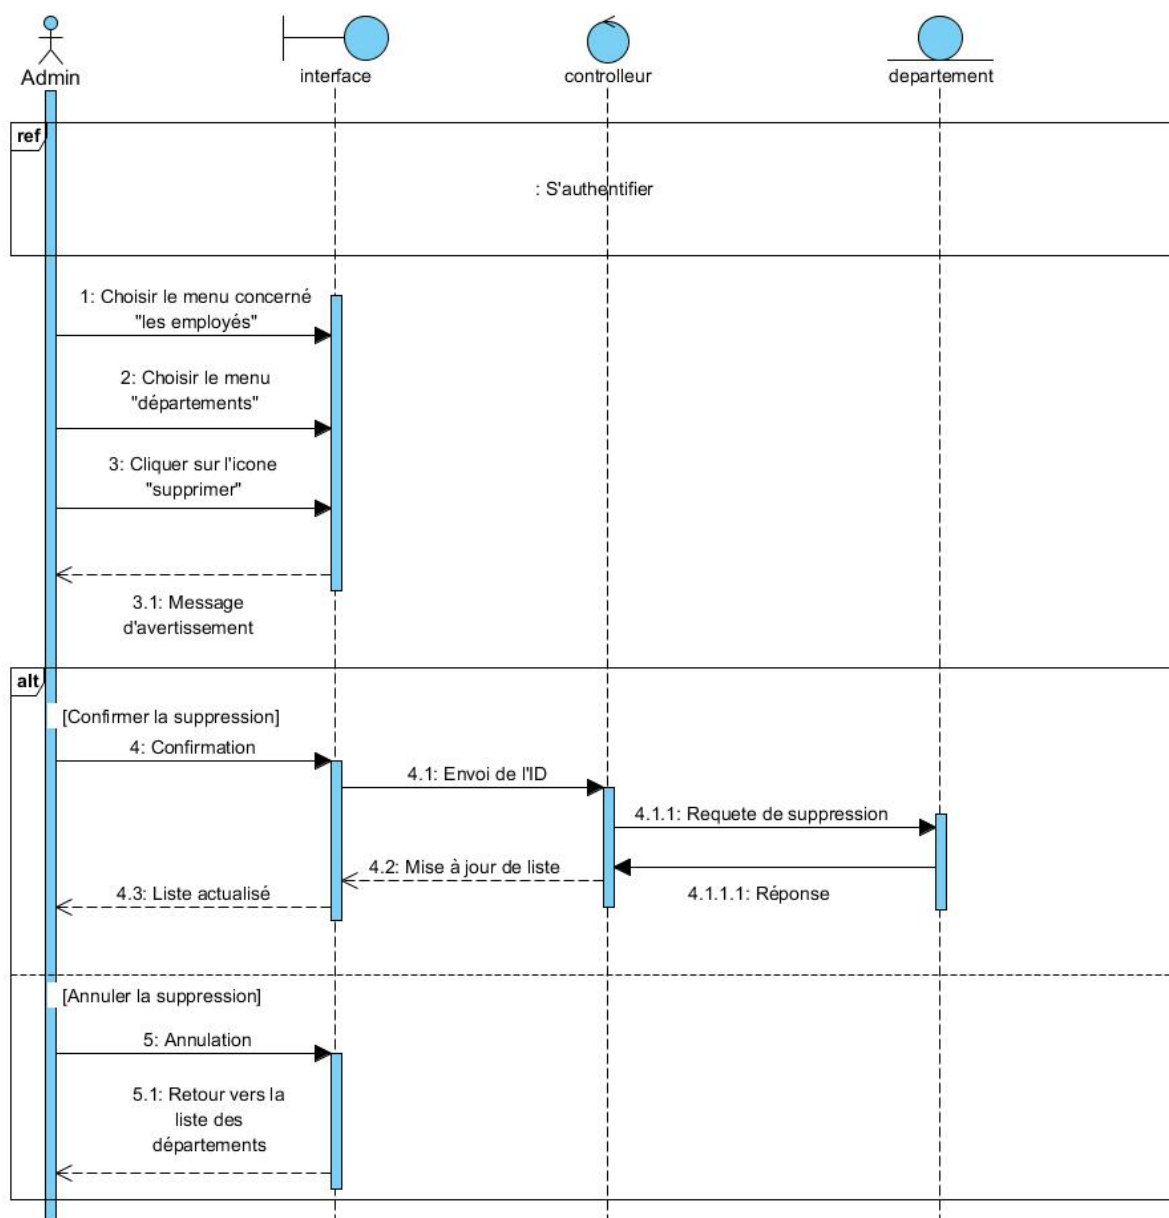 Admin
interface
controlleur
departement
ref
: S'authentifier
1: Choisir le menu concerné
"les employés"
2: Choisir le menu
"départements"
3: Cliquer sur l'icone
"supprimer"
3.1: Message
d'avertissement
alt
[Confirmer la suppression]
4: Confirmation
4.1: Envoi de l'ID
4.1.1: Requete de suppression
4.2: Mise à jour de liste
4.3: Liste actualisé
4.1.1.1: Réponse
[Annuler la suppression]
5: Annulation
5.1: Retour vers la
liste des
départements